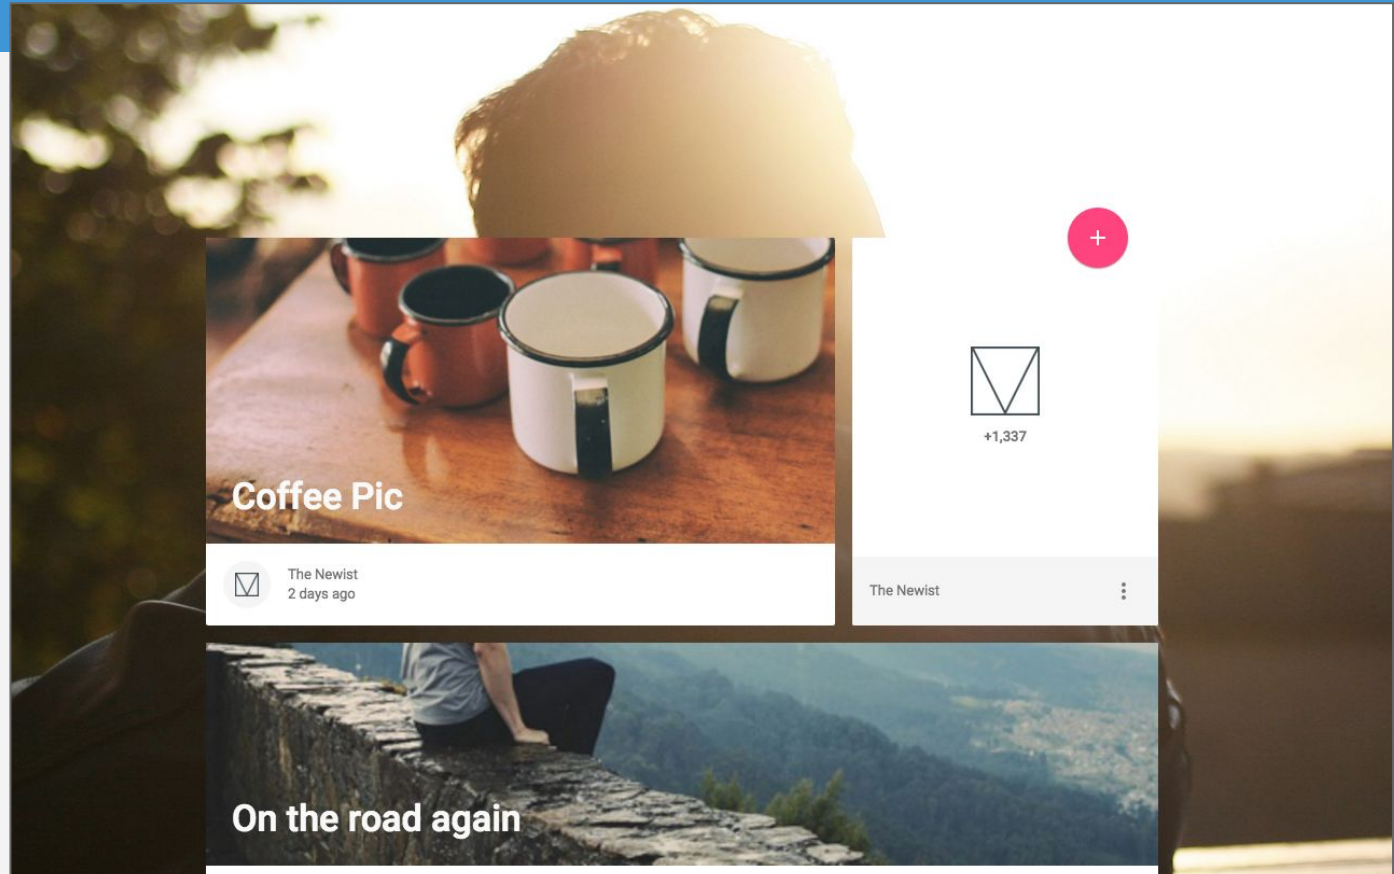 +
+1,337
Coffee Pic
The Newist
2 days ago
The Newist
On the road again